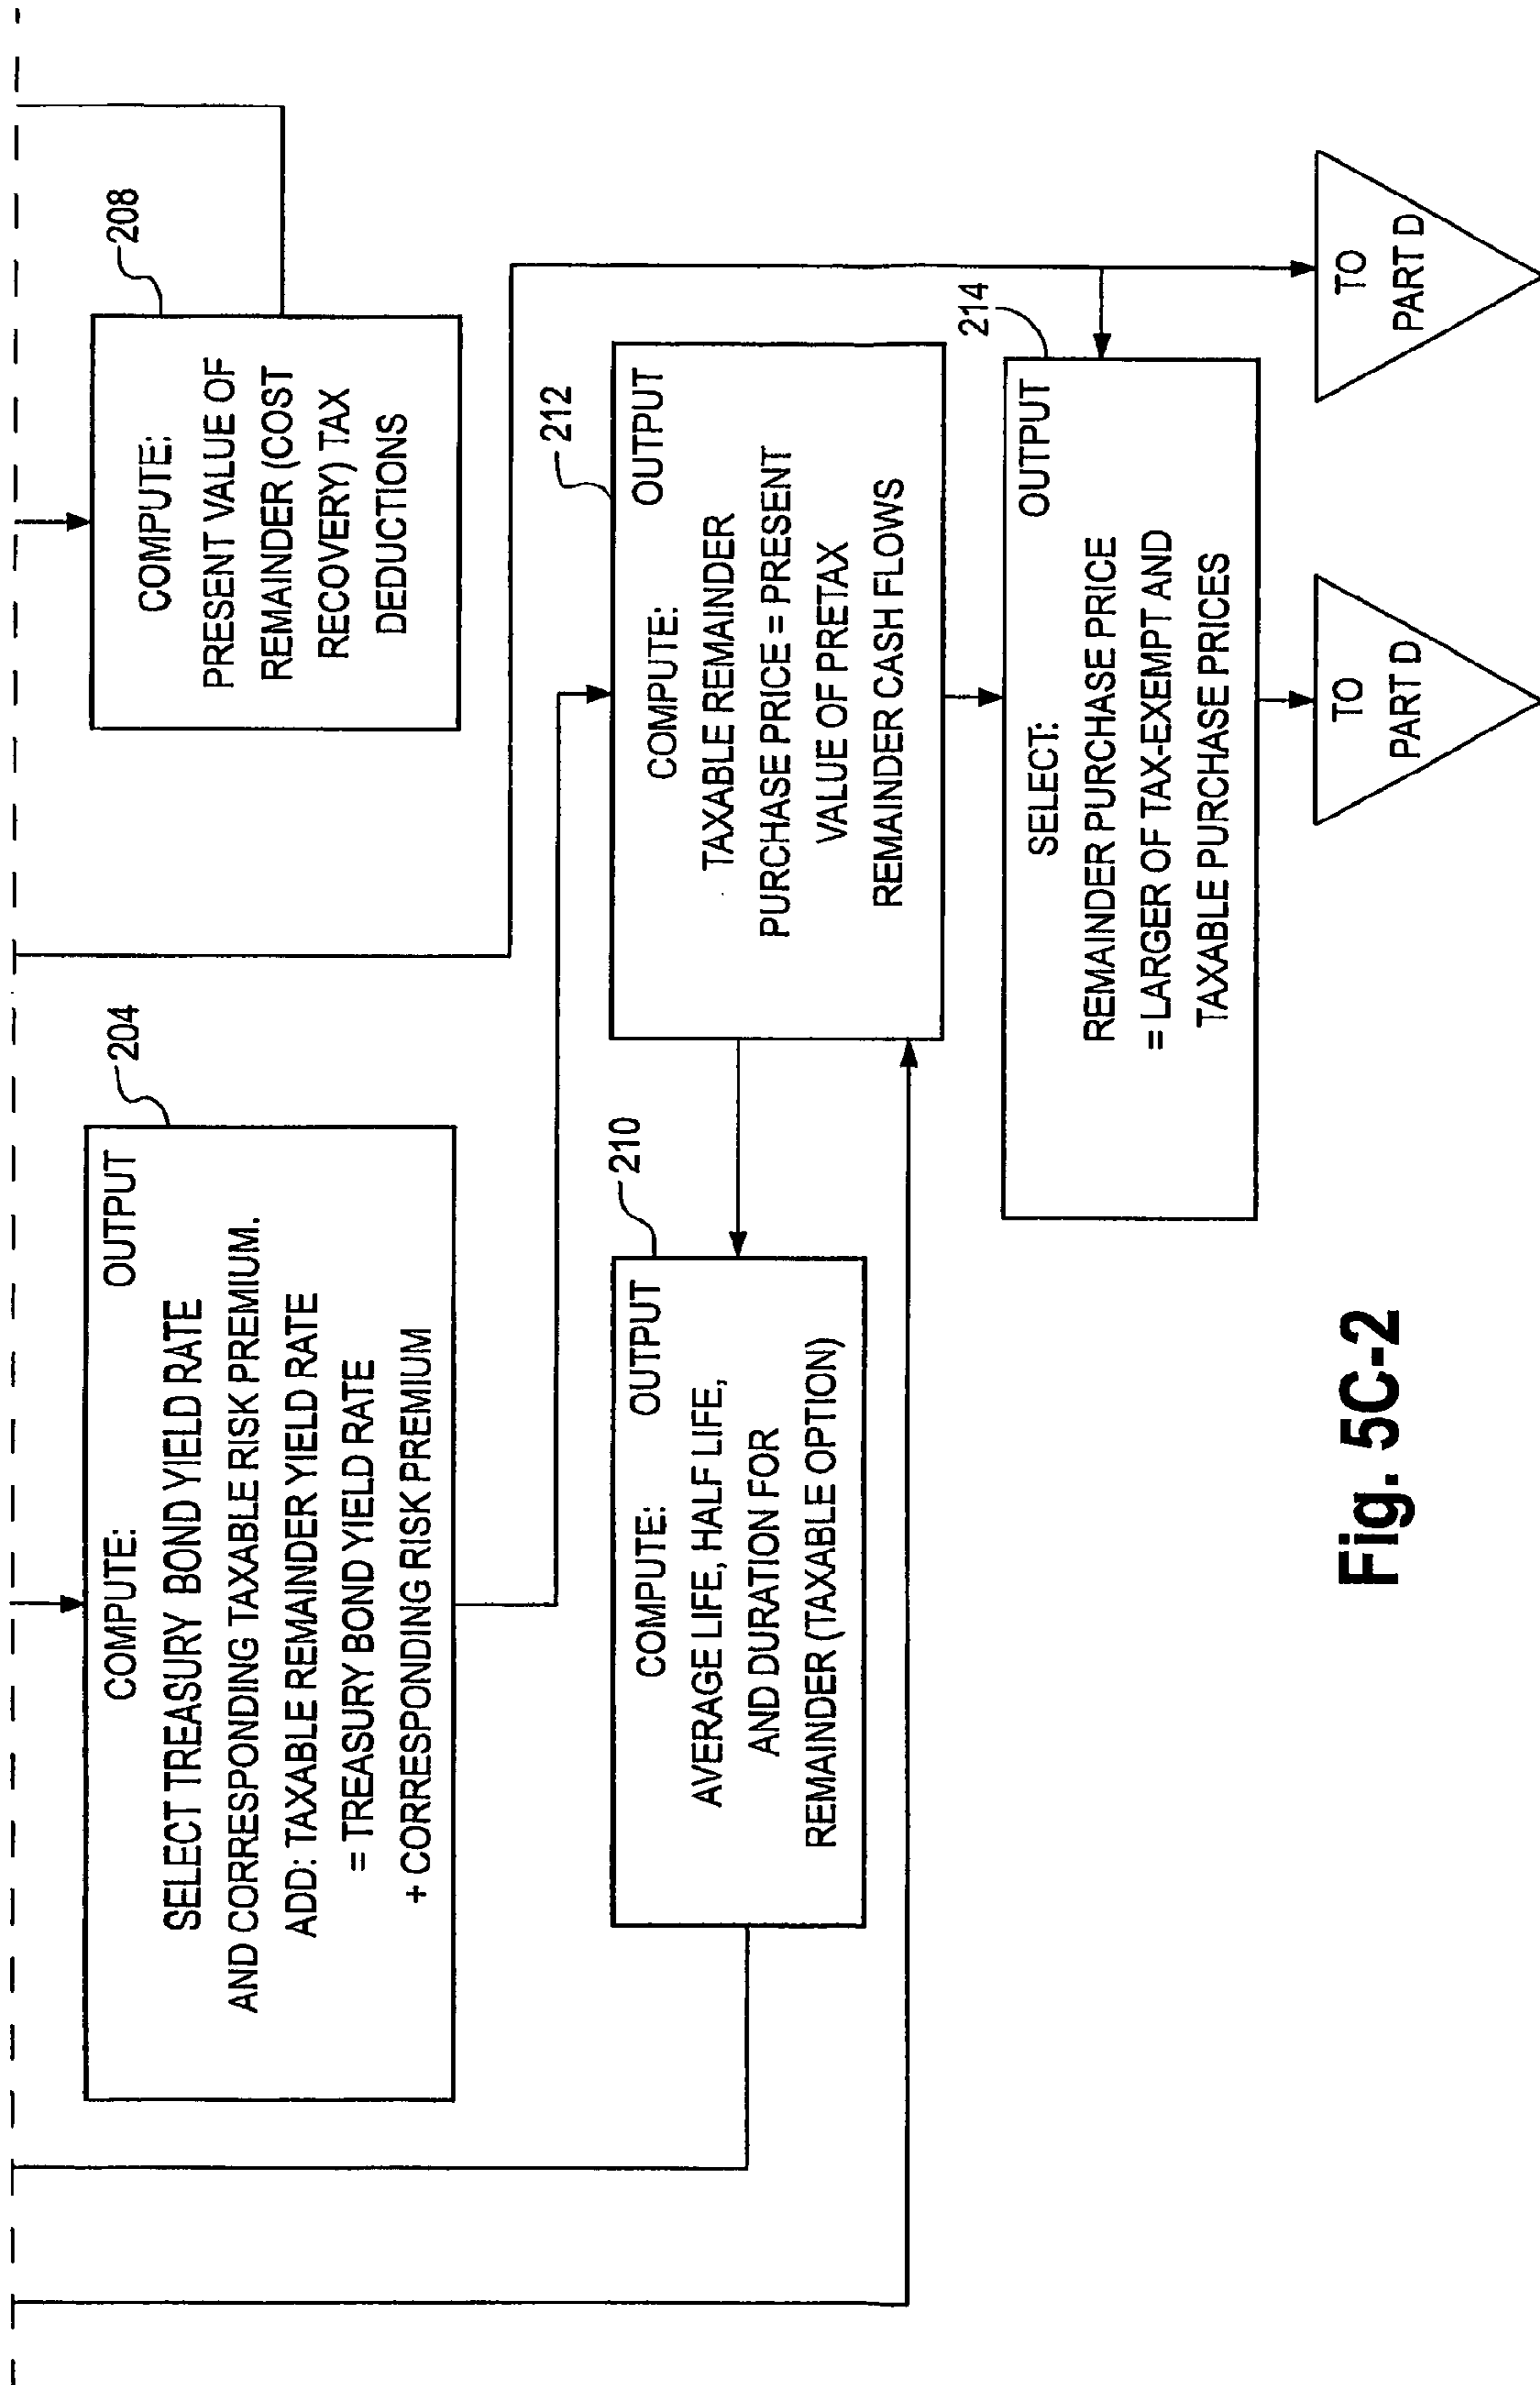 204
COMPUTE: OUTPUT
SELECT TREASURY BOND YIELD RATE
AND CORRESPONDING TAXABLE RISK PREMIUM.
ADD: TAXABLE REMAINDER YIELD RATE
= TREASURY BOND YIELD RATE
+ CORRESPONDING RISK PREMIUM
208
COMPUTE:
PRESENT VALUE OF
REMAINDER (COST
RECOVERY) TAX
DEDUCTIONS
210
COMPUTE: OUTPUT
AVERAGE LIFE, HALF LIFE,
AND DURATION FOR
REMAINDER (TAXABLE OPTION)
212
COMPUTE: OUTPUT
TAXABLE REMAINDER
PURCHASE PRICE = PRESENT
VALUE OF PRETAX
REMAINDER CASH FLOWS
214
SELECT: OUTPUT
REMAINDER PURCHASE PRICE
= LARGER OF TAX-EXEMPT AND
TAXABLE PURCHASE PRICES
TO
PART D
TO
PART D
Fig. 5C-2